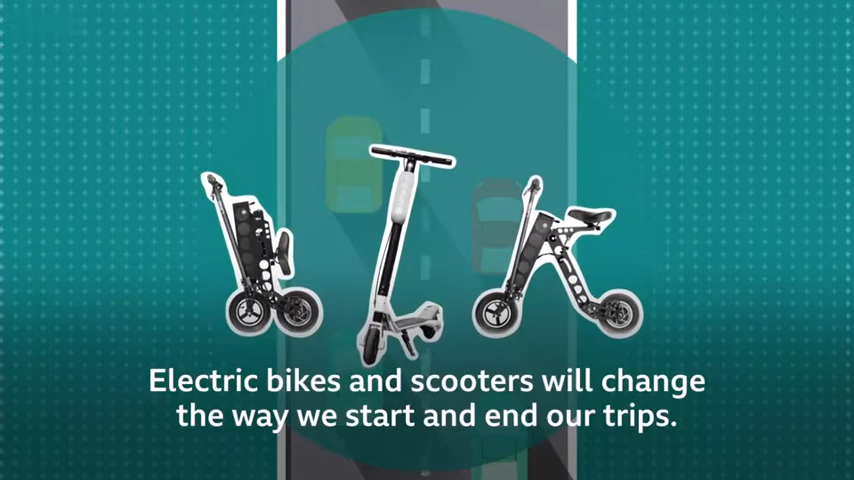 Electric bikes and scooters will change
the way we start and end our trips.